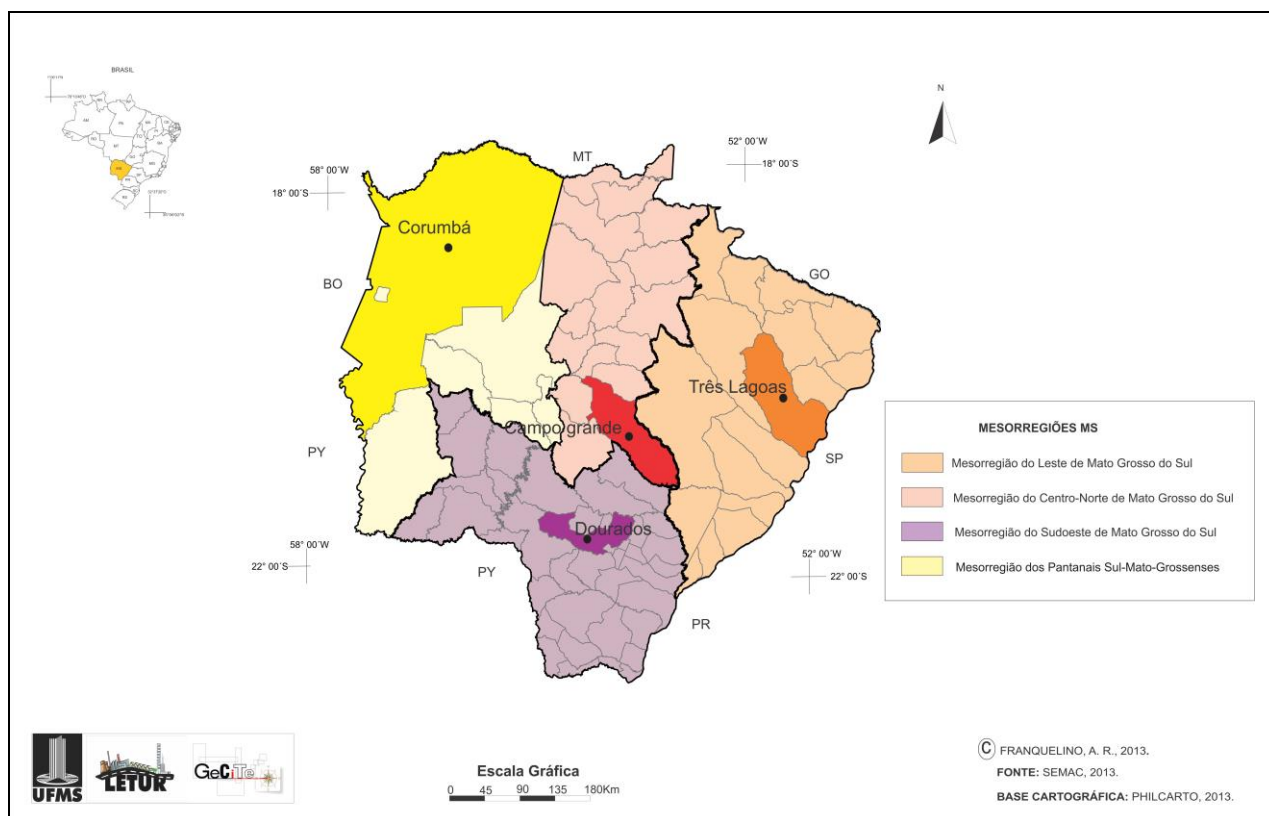 BRASIL
N
MT
52° 00´W
18° 00´S
58° 00´W
18° 00´S
Corumbá
GO
BO
Três Lagoas
Campo grande
MESORREGIÕES MS
PY
SP
Mesorregião do Leste de Mato Grosso do Sul
Mesorregião do Centro-Norte de Mato Grosso do Sul
Dourados
Mesorregião do Sudoeste de Mato Grosso do Sul
58° 00´W
22° 00´S
PY
52° 00´W
22° 00´S
Mesorregião dos Pantanais Sul-Mato-Grossenses
PR
UFMS
LETUR
GeCiTe
Escala Gráfica
0 45 90 135 180Km
© FRANQUELINO, A. R., 2013.
FONTE: SEMAC, 2013.
BASE CARTOGRÁFICA: PHILCARTO, 2013.